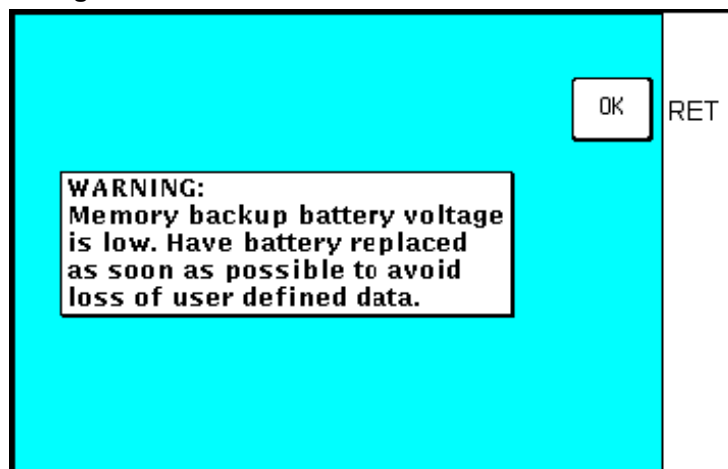 OK
RET
WARNING:
Memory backup battery voltage
is low. Have battery replaced
as soon as possible to avoid
loss of user defined data.